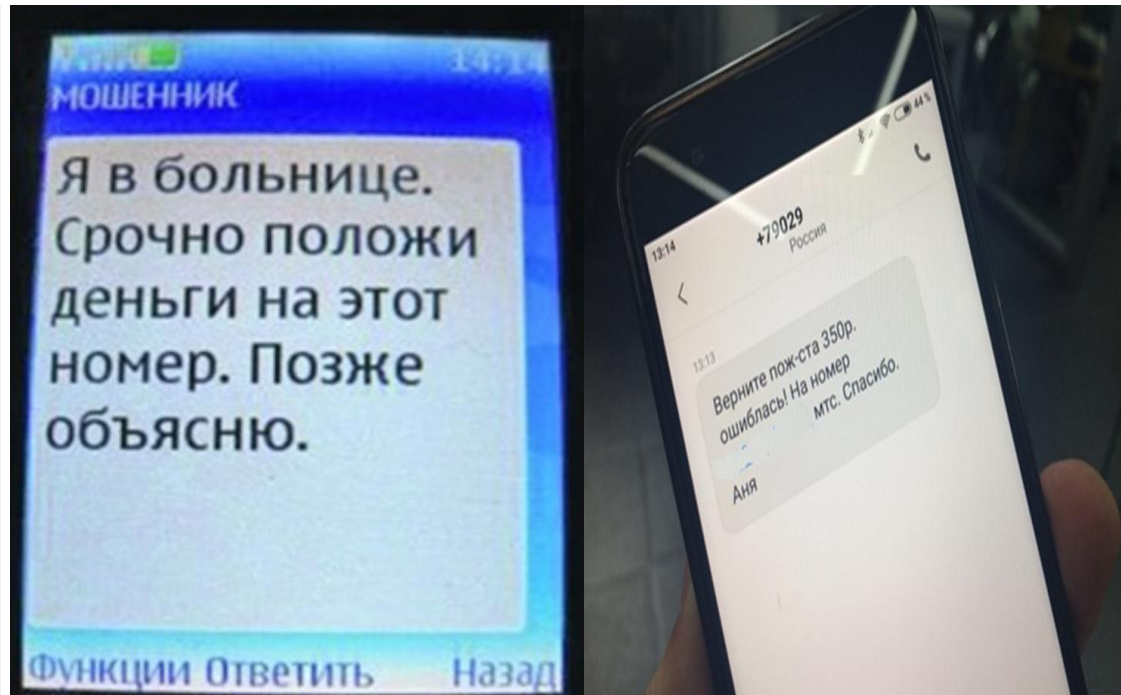 14:14
МОШЕННИК
Я в больнице.
Срочно положи
деньги на этот
номер. Позже
объясню.
Функции Ответить Назад
44%
13:14
+79029
Россия
13:13
Верните пож-ста 350р.
ошиблась! На номер
мтс. Спасибо.
Аня